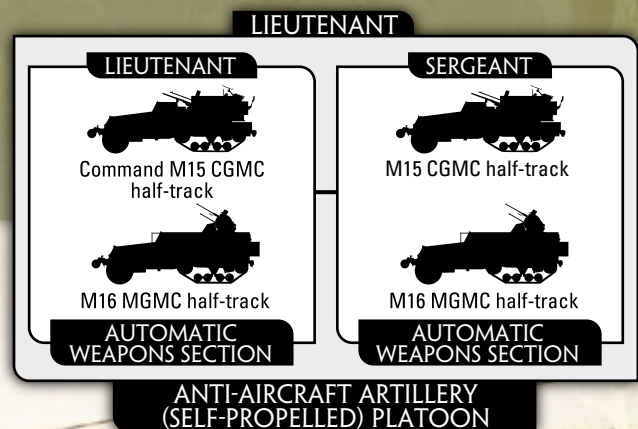 LIEUTENANT
LIEUTENANT
Command M15 CGMC
half-track
M16 MGMC half-track
AUTOMATIC
WEAPONS SECTION
SERGEANT
M15 CGMC half-track
M16 MGMC half-track
AUTOMATIC
WEAPONS SECTION
ANTI-AIRCRAFT ARTILLERY
(SELF-PROPELLED) PLATOON